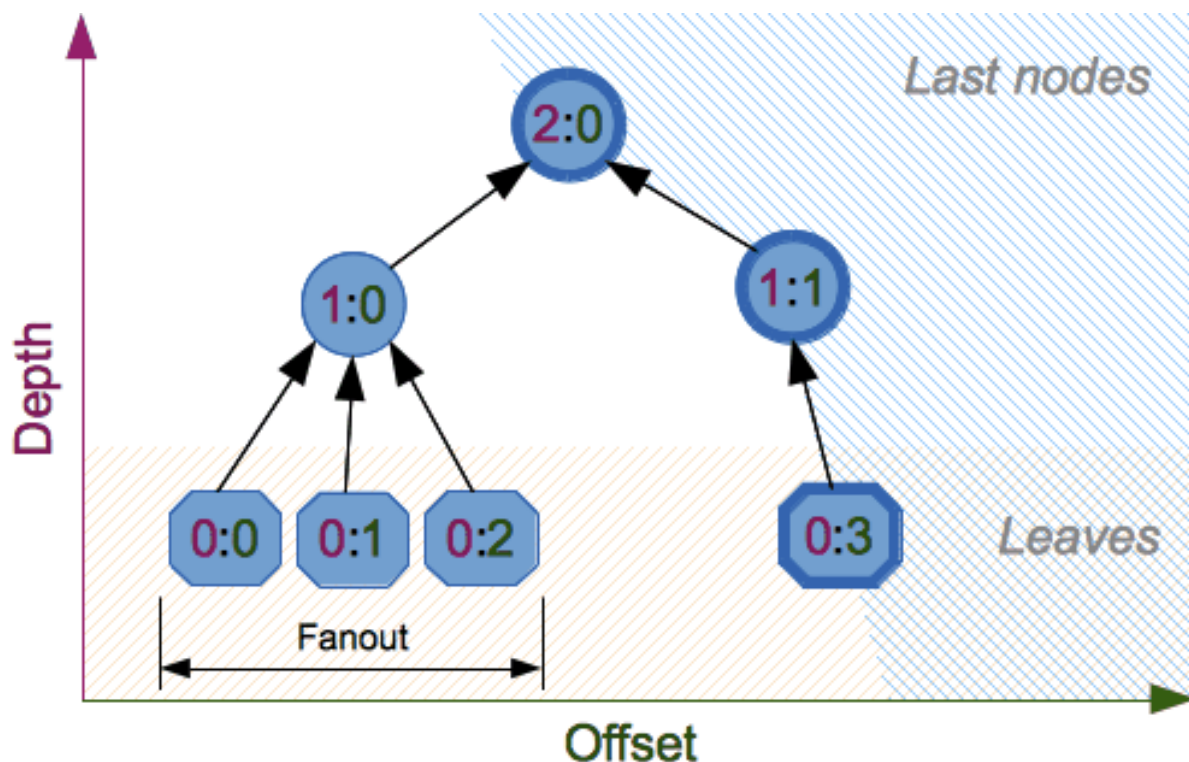 Last nodes
2:0
1:0
1:1
Depth
0:0 0:1 0:2 0:3
Leaves
Fanout
Offset